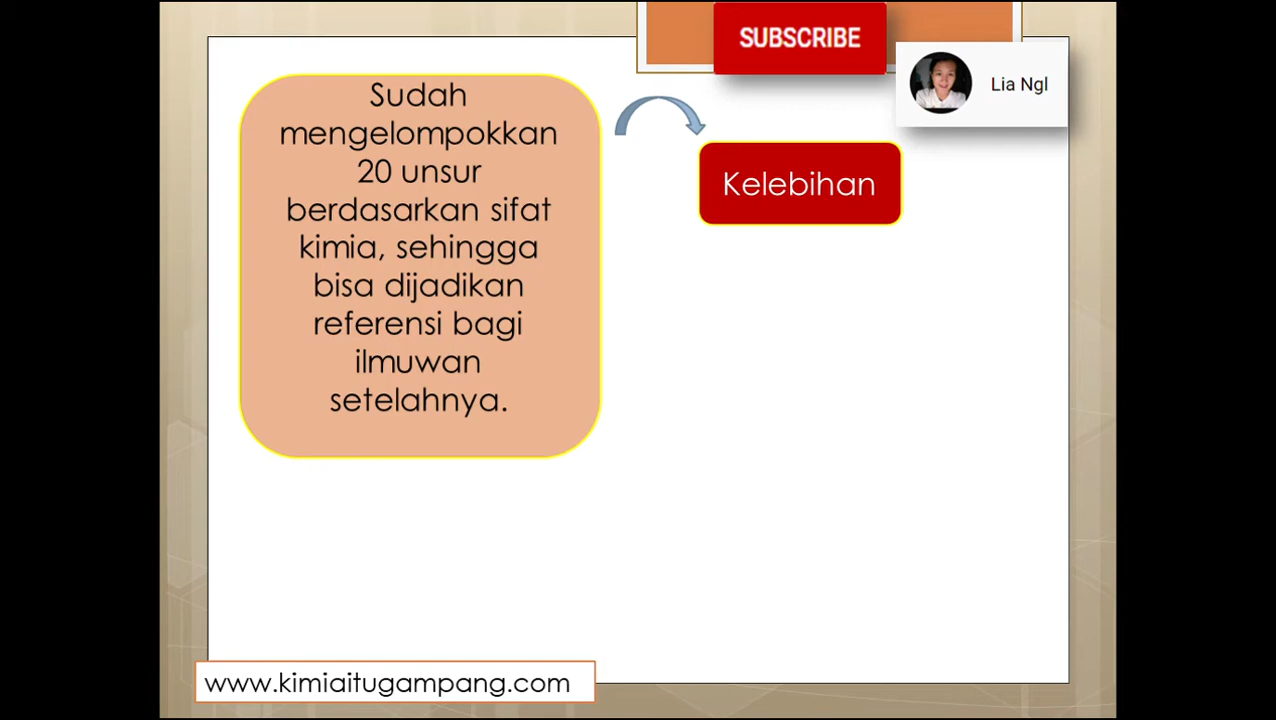 SUBSCRIBE
Lia Ngl
Sudah
mengelompokkan
20 unsur
berdasarkan sifat
kimia, sehingga
bisa dijadikan
referensi bagi
ilmuwan
setelahnya.
Kelebihan
www.kimiaitugampang.com